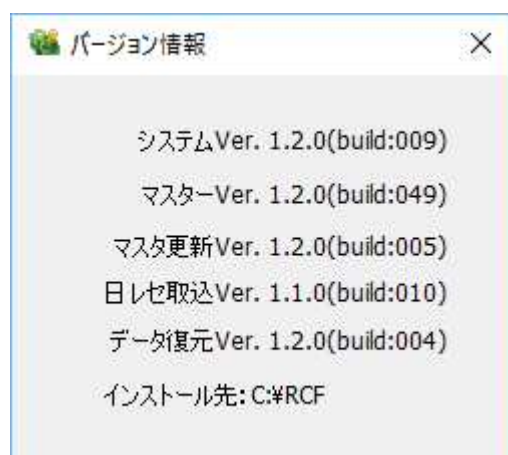 バージョン情報
システムVer. 1.2.0(build:009)
マスターVer. 1.2.0(build:049)
マスタ更新Ver. 1.2.0(build:005)
日レセ取込Ver. 1.1.0(build:010)
データ復元Ver. 1.2.0(build:004)
インストール先: C:¥RCF